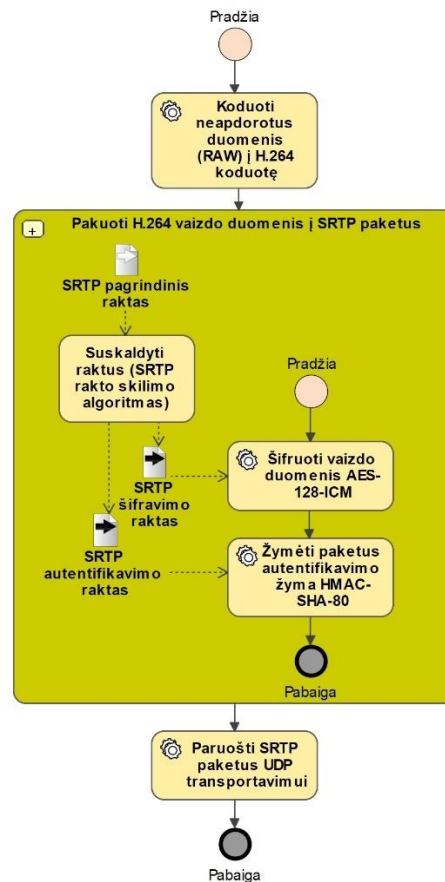 Pradžia
Koduoti
neapdorotus
duomenis
(RAW) į H.264
koduotę
Pakuoti H.264 vaizdo duomenis į SRTP paketus
SRTP pagrindinis
raktas
Suskaldyti
raktus (SRTP
rakto skilimo
algoritmas)
Pradžia
Šifruoti vaizdo
duomenis AES-
128-ICM
SRTP
šifravimo
raktas
SRTP
autentifikavimo
raktas
Žymėti paketus
autentifikavimo
žyma HMAC-
SHA-80
Pabaiga
Paruošti SRTP
paketus UDP
transportavimui
Pabaiga